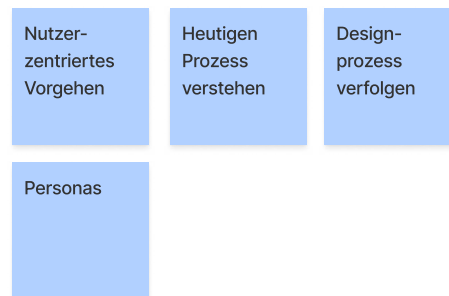 Nutzer-
zentriertes
Vorgehen
Heutigen
Prozess
verstehen
Design-
prozess
verfolgen
Personas